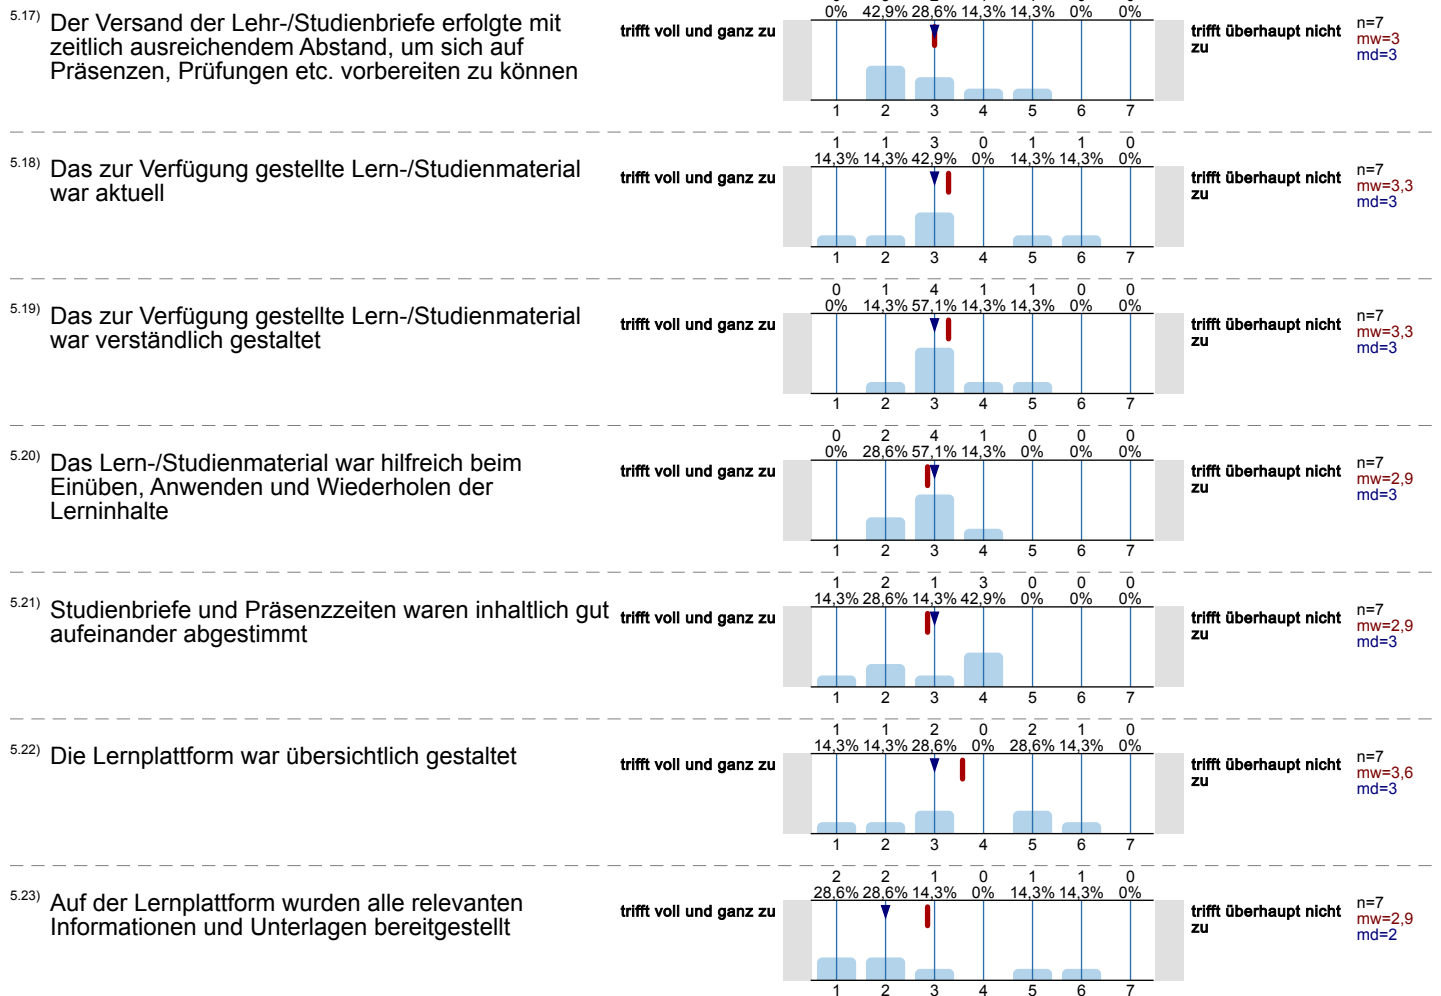 0%  42,9%  28,6%  14,3%  14,3%  0%  0%
5.17) Der Versand der Lehr-/Studienbriefe erfolgte mit
zeitlich ausreichendem Abstand, um sich auf
Präsenzen, Prüfungen etc. vorbereiten zu können
trifft voll und ganz zu
trifft überhaupt nicht
zu
n=7
mw=3
md=3
1 2 3 4 5 6 7
1 1 3 0 1 1 0
14,3% 14,3% 42,9% 0% 14,3% 14,3% 0%
5.18) Das zur Verfügung gestellte Lern-/Studienmaterial
war aktuell
trifft voll und ganz zu
trifft überhaupt nicht
zu
n=7
mw=3,3
md=3
1 2 3 4 5 6 7
0 1 4 1 1 0 0
0% 14,3% 57,1% 14,3% 14,3% 0% 0%
5.19) Das zur Verfügung gestellte Lern-/Studienmaterial
war verständlich gestaltet
trifft voll und ganz zu
trifft überhaupt nicht
zu
n=7
mw=3,3
md=3
1 2 3 4 5 6 7
0 2 4 1 0 0 0
0% 28,6% 57,1% 14,3% 0% 0% 0%
5.20) Das Lern-/Studienmaterial war hilfreich beim
Einüben, Anwenden und Wiederholen der
Lerninhalte
trifft voll und ganz zu
trifft überhaupt nicht
zu
n=7
mw=2,9
md=3
1 2 3 4 5 6 7
1 2 1 3 0 0 0
14,3% 28,6% 14,3% 42,9% 0% 0% 0%
5.21) Studienbriefe und Präsenzzeiten waren inhaltlich gut
aufeinander abgestimmt
trifft voll und ganz zu
trifft überhaupt nicht
zu
n=7
mw=2,9
md=3
1 2 3 4 5 6 7
1 1 2 0 2 1 0
14,3% 14,3% 28,6% 0% 28,6% 14,3% 0%
5.22) Die Lernplattform war übersichtlich gestaltet
trifft voll und ganz zu
trifft überhaupt nicht
zu
n=7
mw=3,6
md=3
1 2 3 4 5 6 7
2 2 1 0 1 1 0
28,6% 28,6% 14,3% 0% 14,3% 14,3% 0%
5.23) Auf der Lernplattform wurden alle relevanten
Informationen und Unterlagen bereitgestellt
trifft voll und ganz zu
trifft überhaupt nicht
zu
n=7
mw=2,9
md=2
1 2 3 4 5 6 7